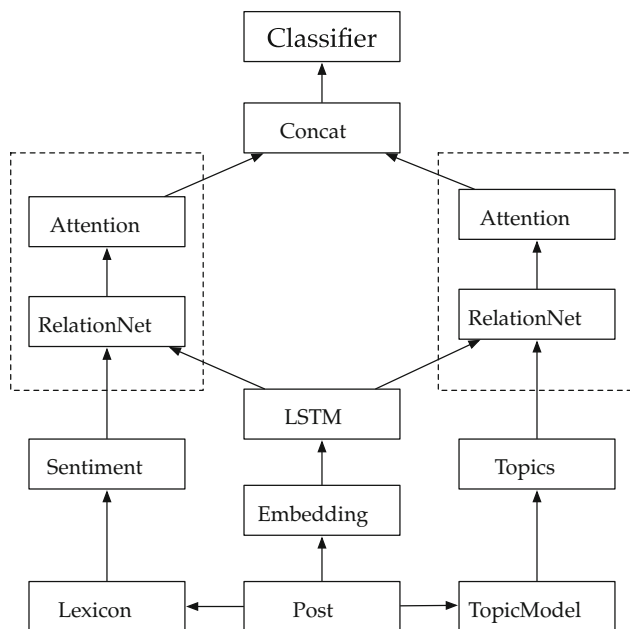 Classifier
Concat
Attention
Attention
RelationNet
RelationNet
LSTM
Sentiment
Topics
Embedding
Lexicon
Post
TopicModel